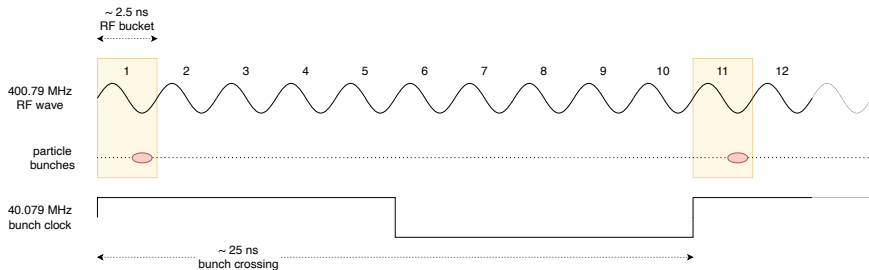 ~ 2.5 ns
RF bucket
1 2 3 4 5 6 7 8 9 10 11 12
400.79 MHz
RF wave
particle
bunches
40.079 MHz
bunch clock
~ 25 ns
bunch crossing